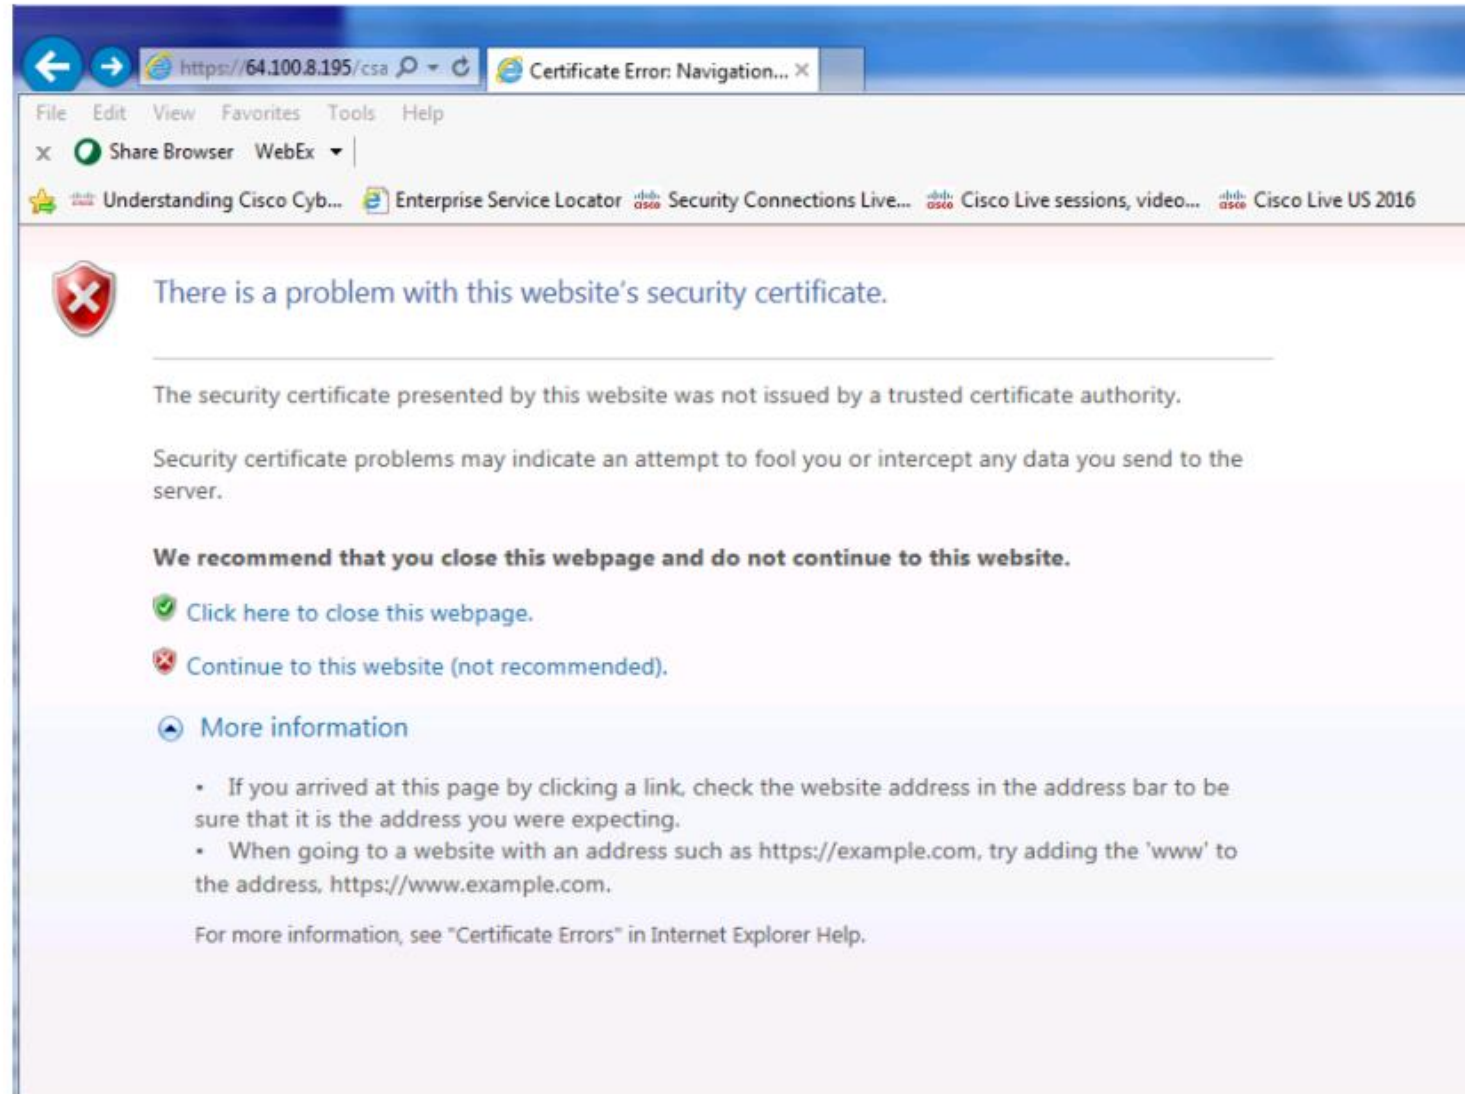 https://64.100.8.195/csa Certificate Error: Navigation...
File Edit View Favorites Tools Help
x Share Browser WebEx
Understanding Cisco Cyb... Enterprise Service Locator Security Connections Live... Cisco Live sessions, video... Cisco Live US 2016
There is a problem with this website's security certificate.
The security certificate presented by this website was not issued by a trusted certificate authority.
Security certificate problems may indicate an attempt to fool you or intercept any data you send to the
server.
We recommend that you close this webpage and do not continue to this website.
Click here to close this webpage.
Continue to this website (not recommended).
More information
• If you arrived at this page by clicking a link, check the website address in the address bar to be
sure that it is the address you were expecting.
• When going to a website with an address such as https://example.com, try adding the 'www' to
the address, https://www.example.com.
For more information, see "Certificate Errors" in Internet Explorer Help.